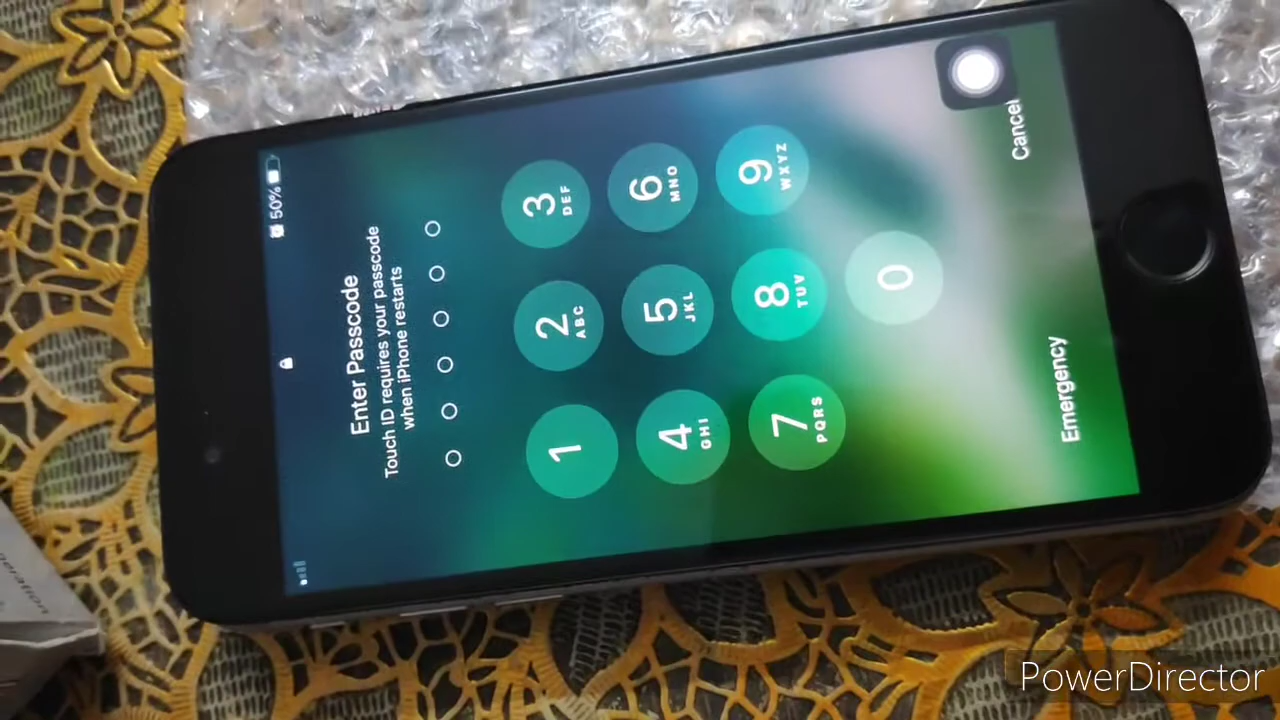 50%
Enter Passcode
Touch ID requires your passcode
when iPhone restarts
1
2
ABC
3
DEF
4
GHI
5
JKL
6
MNO
7
PQRS
8
TUV
9
WXYZ
0
Emergency
Cancel
PowerDirector